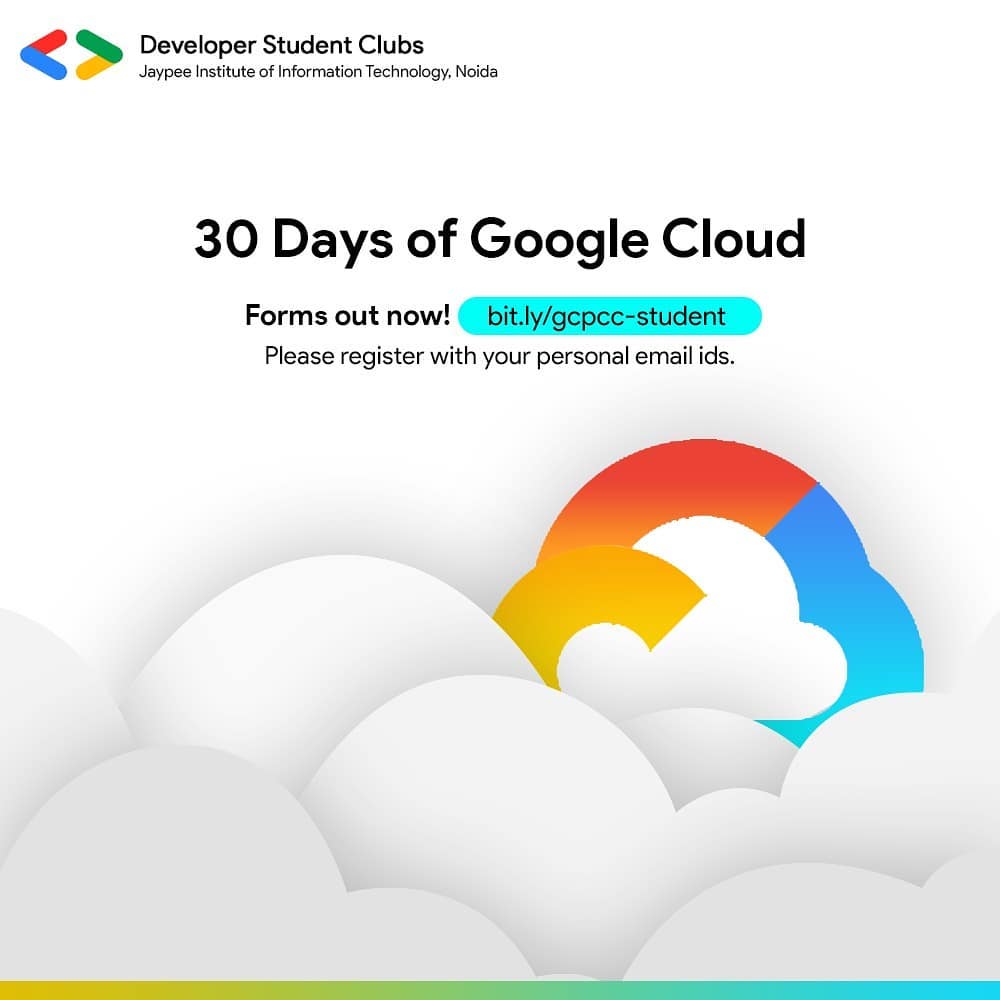 Developer Student Clubs
Jaypee Institute of Information Technology, Noida
30 Days of Google Cloud
Forms out now! bit.ly/gcpcc-student
Please register with your personal email ids.